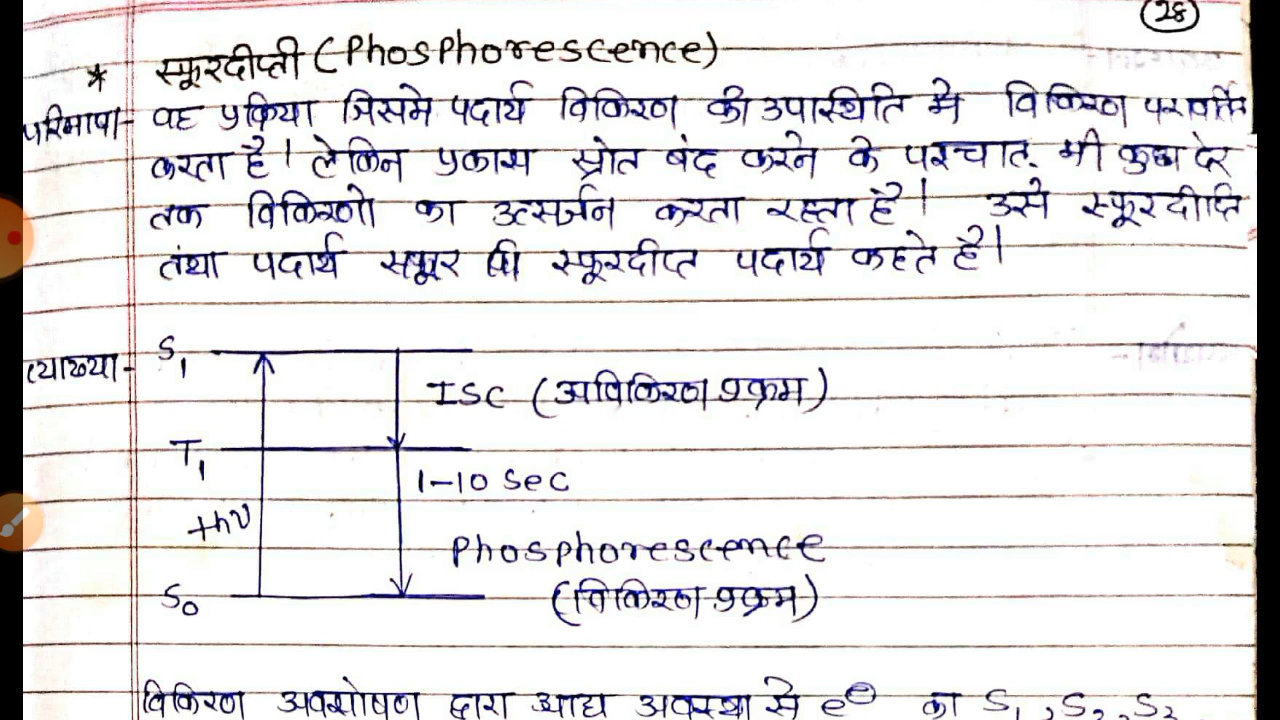 28
* स्फूरदीप्ती (Phosphorescence)
परिभाषा- वह प्रक्रिया जिसमे पदार्थ विकिरण की उपास्थिति मे विकिरण परावर्तित
करता है। लेकिन प्रकाश स्रोत बंद करने के पश्चात् भी कुछ देर
तक विकिरणो का उत्सर्जन करता रहता है। उसे स्फूरदीप्ति
तथा पदार्थ स्फूरदीप्त पदार्थ कहते है।
व्याख्या- S₁
ISC (अविकिरण प्रक्रम)
T₁
1-10 Sec
+hν
Phosphorescence
S₀ (विकिरण प्रक्रम)
विकिरण अवशोषण द्वारा आद्य अवस्था से e⊖ का S₁, S₂, S₃